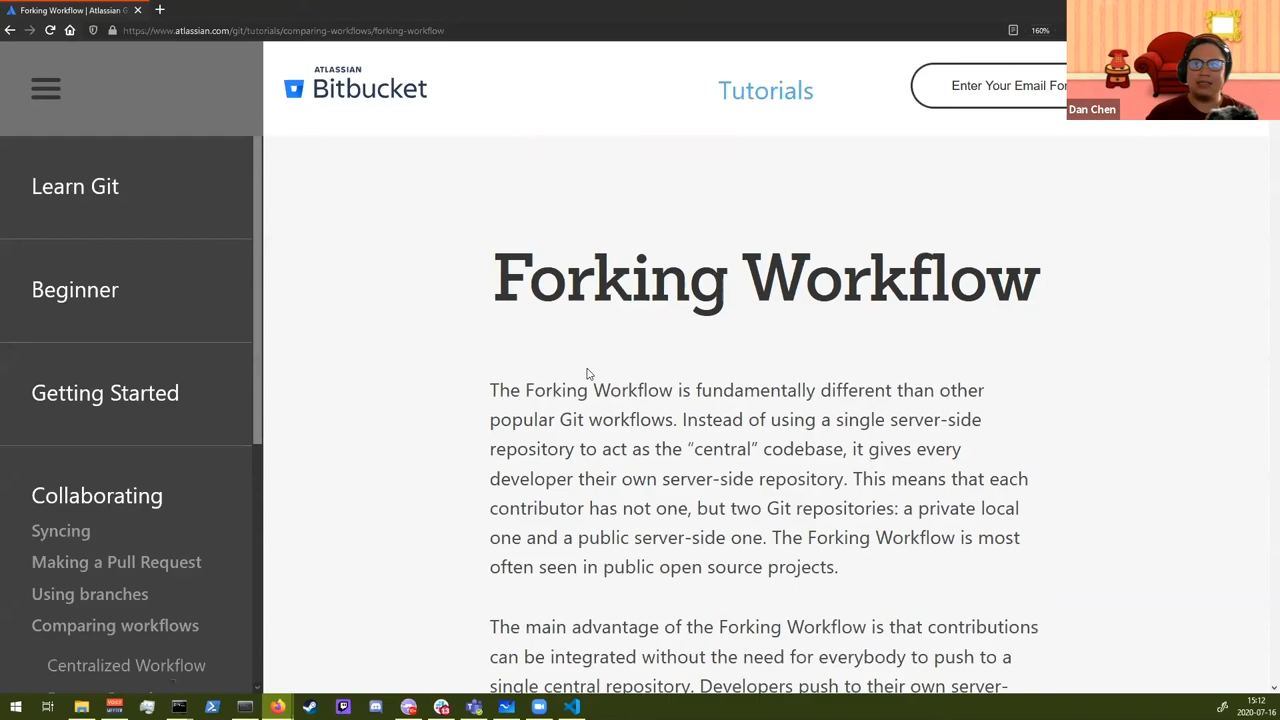 Forking Workflow | Atlassian G
https://www.atlassian.com/git/tutorials/comparing-workflows/forking-workflow
160%
ATLASSIAN
Bitbucket
Tutorials
Enter Your Email For
Dan Chen
Learn Git
Beginner
Getting Started
Collaborating
Syncing
Making a Pull Request
Using branches
Comparing workflows
Centralized Workflow
Forking Workflow
The Forking Workflow is fundamentally different than other
popular Git workflows. Instead of using a single server-side
repository to act as the “central” codebase, it gives every
developer their own server-side repository. This means that each
contributor has not one, but two Git repositories: a private local
one and a public server-side one. The Forking Workflow is most
often seen in public open source projects.
The main advantage of the Forking Workflow is that contributions
can be integrated without the need for everybody to push to a
single central repository. Developers push to their own server-
15:12
2020-07-16